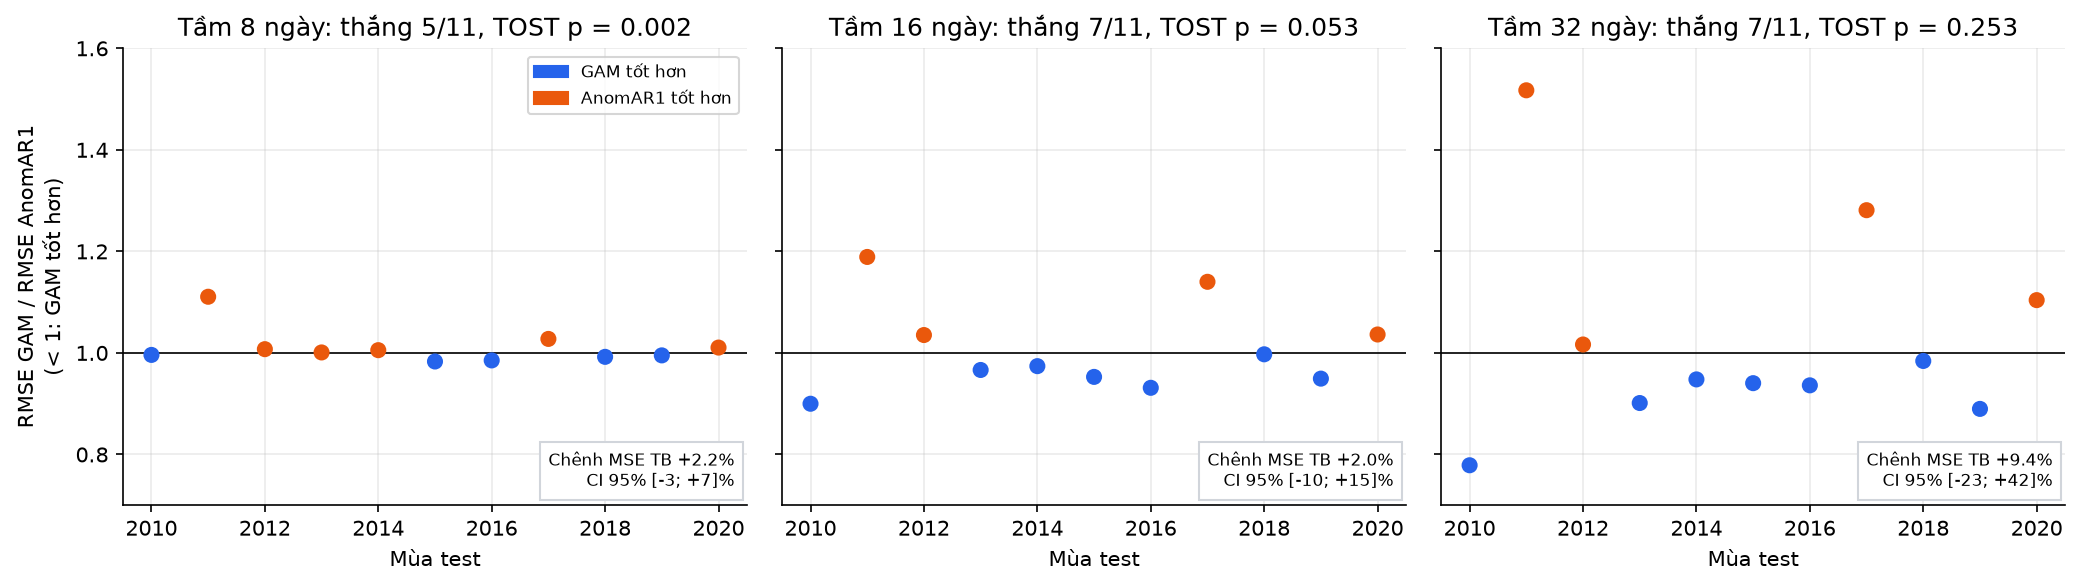 Tầm 8 ngày: thắng 5/11, TOST p = 0.002
RMSE GAM / RMSE AnomAR1
(< 1: GAM tốt hơn)
1.6
1.4
1.2
1.0
0.8
GAM tốt hơn
AnomAR1 tốt hơn
Chênh MSE TB +2.2%
CI 95% [-3; +7]%
2010 2012 2014 2016 2018 2020
Mùa test
Tầm 16 ngày: thắng 7/11, TOST p = 0.053
Chênh MSE TB +2.0%
CI 95% [-10; +15]%
2010 2012 2014 2016 2018 2020
Mùa test
Tầm 32 ngày: thắng 7/11, TOST p = 0.253
Chênh MSE TB +9.4%
CI 95% [-23; +42]%
2010 2012 2014 2016 2018 2020
Mùa test